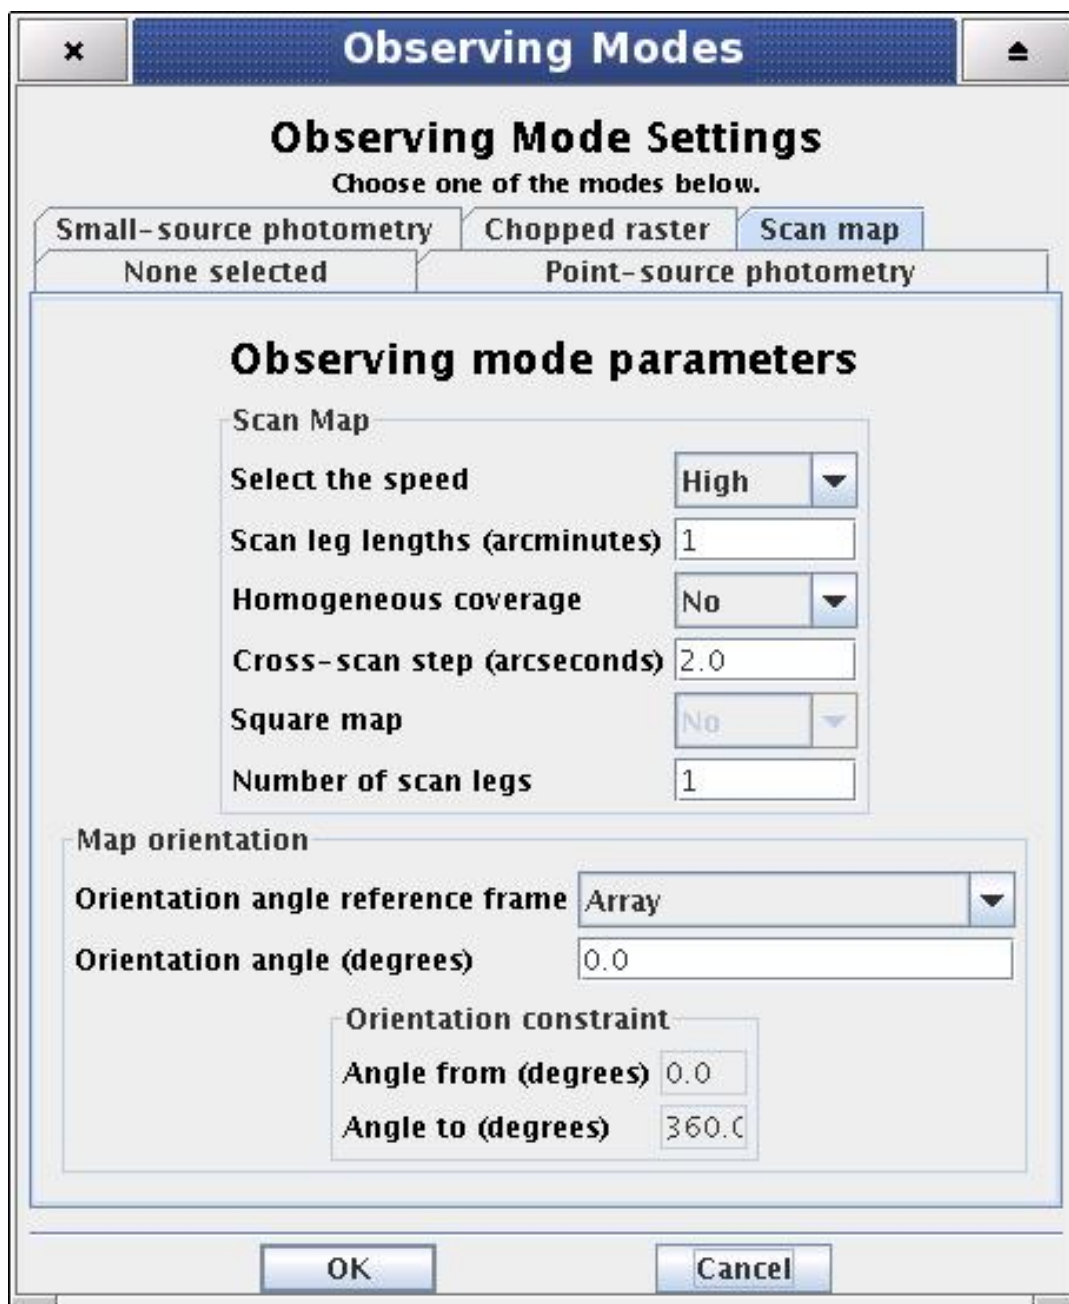 Observing Modes
Observing Mode Settings
Choose one of the modes below.
Small-source photometry Chopped raster Scan map
None selected Point-source photometry
Observing mode parameters
Scan Map
Select the speed High
Scan leg lengths (arcminutes) 1
Homogeneous coverage No
Cross-scan step (arcseconds) 2.0
Square map No
Number of scan legs 1
Map orientation
Orientation angle reference frame Array
Orientation angle (degrees) 0.0
Orientation constraint
Angle from (degrees) 0.0
Angle to (degrees) 360.0
OK Cancel